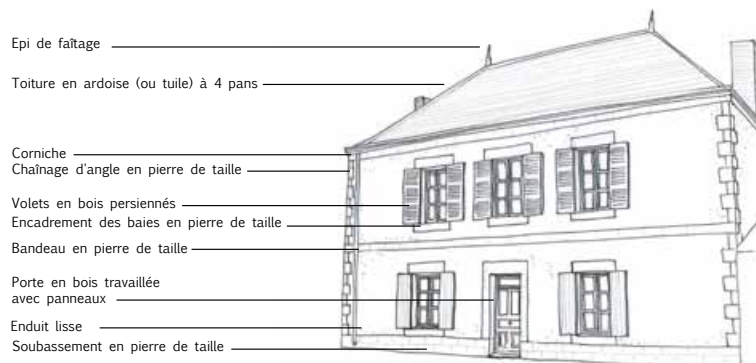 Epi de faîtage
Toiture en ardoise (ou tuile) à 4 pans
Corniche
Chaînage d'angle en pierre de taille
Volets en bois persiennés
Encadrement des baies en pierre de taille
Bandeau en pierre de taille
Porte en bois travaillée
avec panneaux
Enduit lisse
Soubassement en pierre de taille